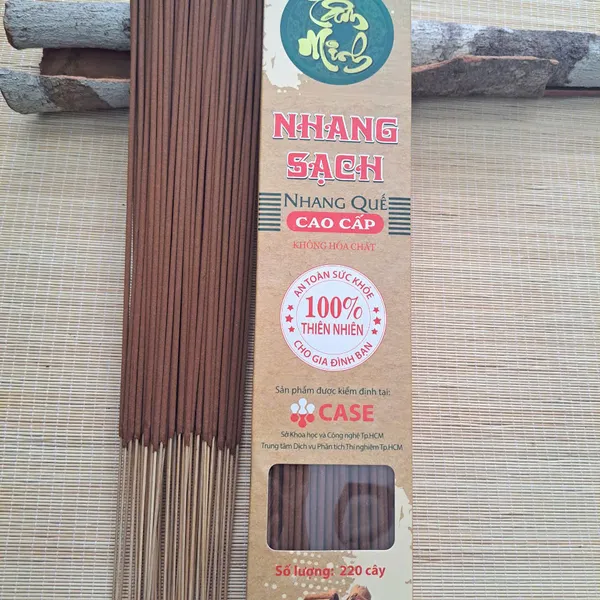 Tâm
Minh
NHANG
SẠCH
NHANG QUẾ
CAO CẤP
KHÔNG HÓA CHẤT
AN TOÀN SỨC KHỎE
100%
THIÊN NHIÊN
CHO GIA ĐÌNH BẠN
Sản phẩm được kiểm định tại:
CASE
Sở Khoa học và Công nghệ Tp.HCM
Trung tâm Dịch vụ Phân tích Thí nghiệm Tp.HCM
Số lượng: 220 cây